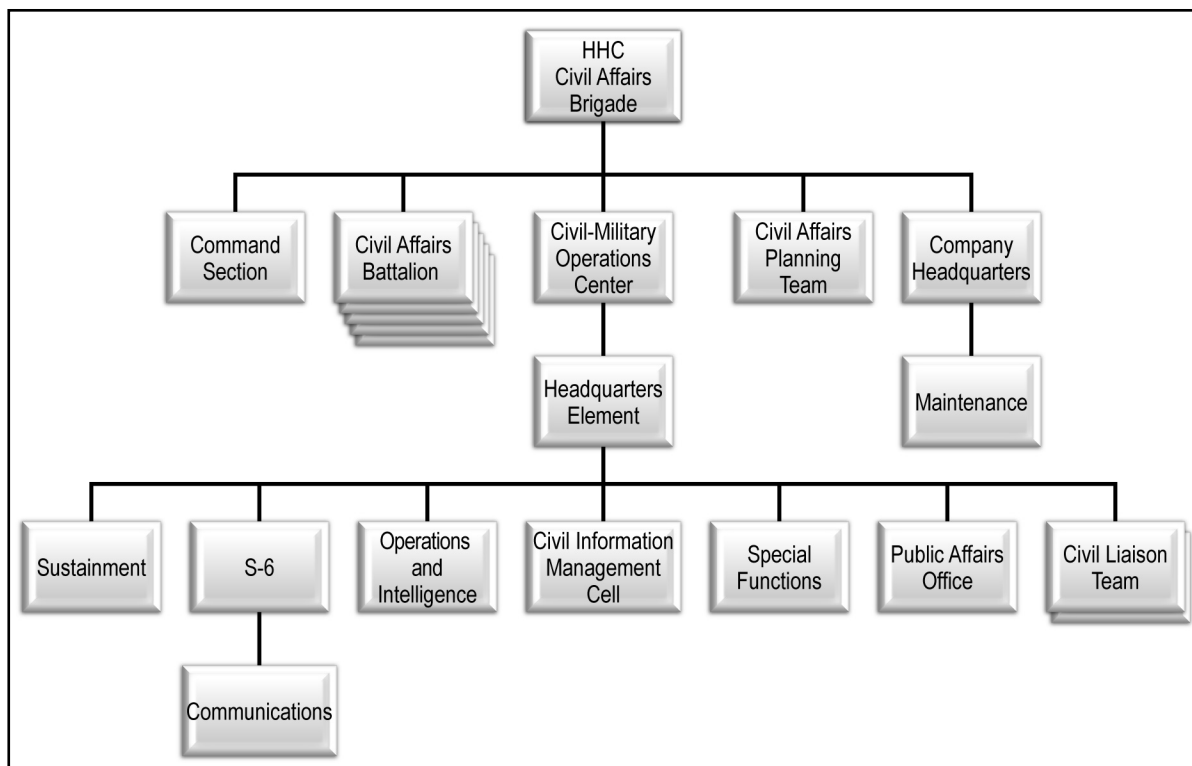 HHC
Civil Affairs
Brigade
Command
Section
Civil Affairs
Battalion
Civil-Military
Operations
Center
Civil Affairs
Planning
Team
Company
Headquarters
Headquarters
Element
Maintenance
Sustainment
S-6
Operations
and
Intelligence
Civil Information
Management
Cell
Special
Functions
Public Affairs
Office
Civil Liaison
Team
Communications